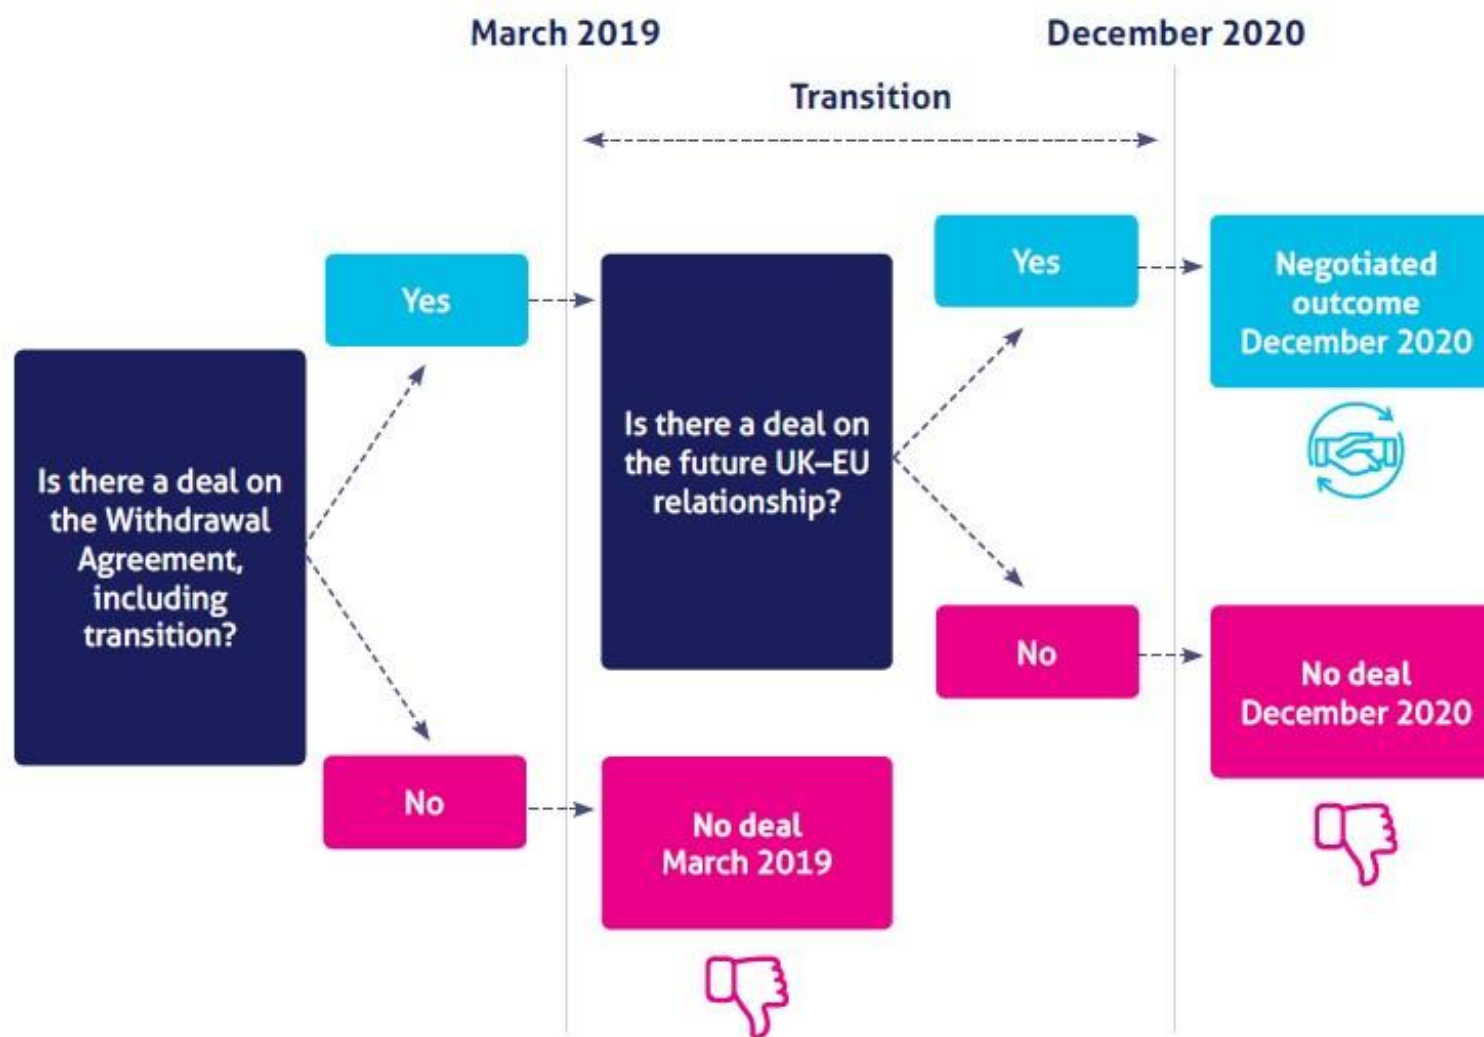 March 2019
December 2020
Transition
Is there a deal on
the Withdrawal
Agreement,
including
transition?
Yes
No
Is there a deal on
the future UK–EU
relationship?
No deal
March 2019
Yes
No
Negotiated
outcome
December 2020
No deal
December 2020